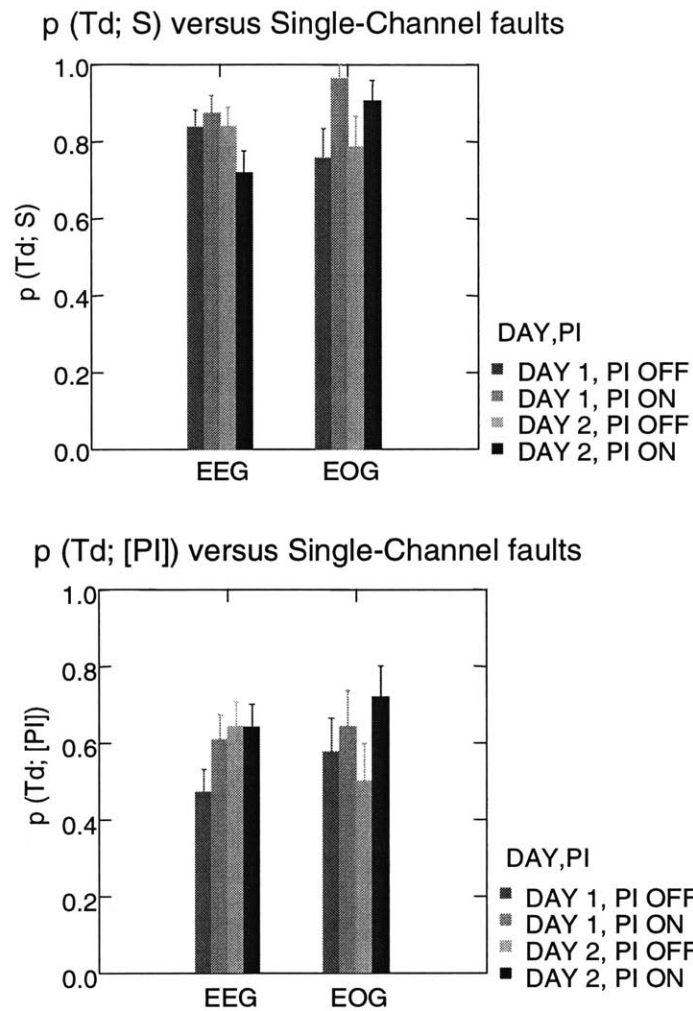 p (Td; S) versus Single-Channel faults
1.0
0.8
0.6
0.4
0.2
0.0
p (Td; S)
EEG
EOG
DAY,PI
DAY 1, PI OFF
DAY 1, PI ON
DAY 2, PI OFF
DAY 2, PI ON
p (Td; [PI]) versus Single-Channel faults
1.0
0.8
0.6
0.4
0.2
0.0
p (Td; [PI])
EEG
EOG
DAY,PI
DAY 1, PI OFF
DAY 1, PI ON
DAY 2, PI OFF
DAY 2, PI ON